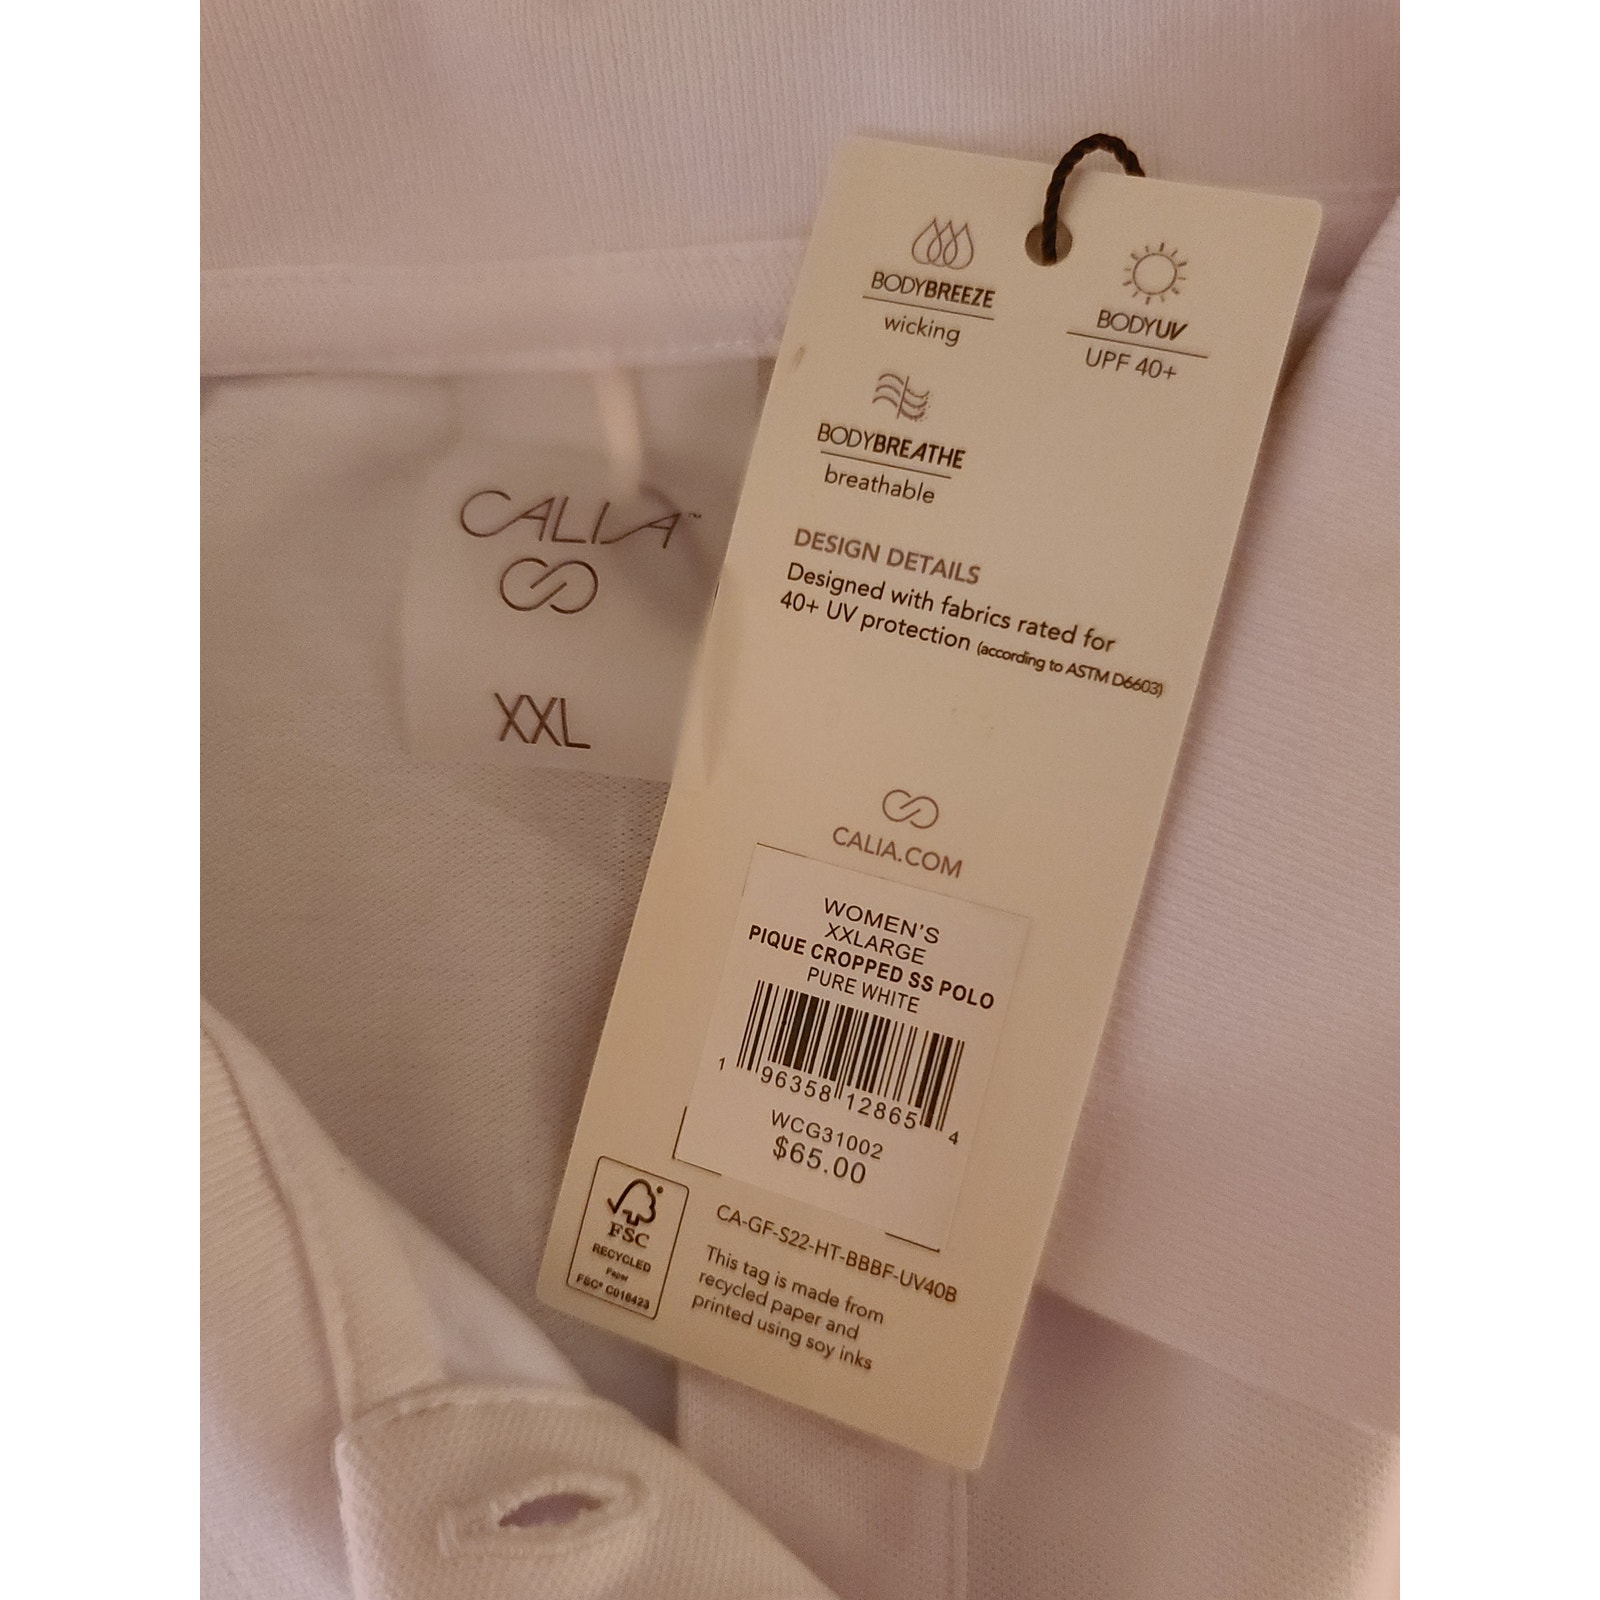 CALIA™
XXL
BODYBREEZE
wicking
BODYUV
UPF 40+
BODYBREATHE
breathable
DESIGN DETAILS
Designed with fabrics rated for
40+ UV protection (according to ASTM D6603)
CALIA.COM
WOMEN'S
XXLARGE
PIQUE CROPPED SS POLO
PURE WHITE
1 96358 12865 4
WCG31002
$65.00
CA-GF-S22-HT-BBBF-UV40B
FSC
RECYCLED
Paper
FSC® C016423
This tag is made from
recycled paper and
printed using soy inks